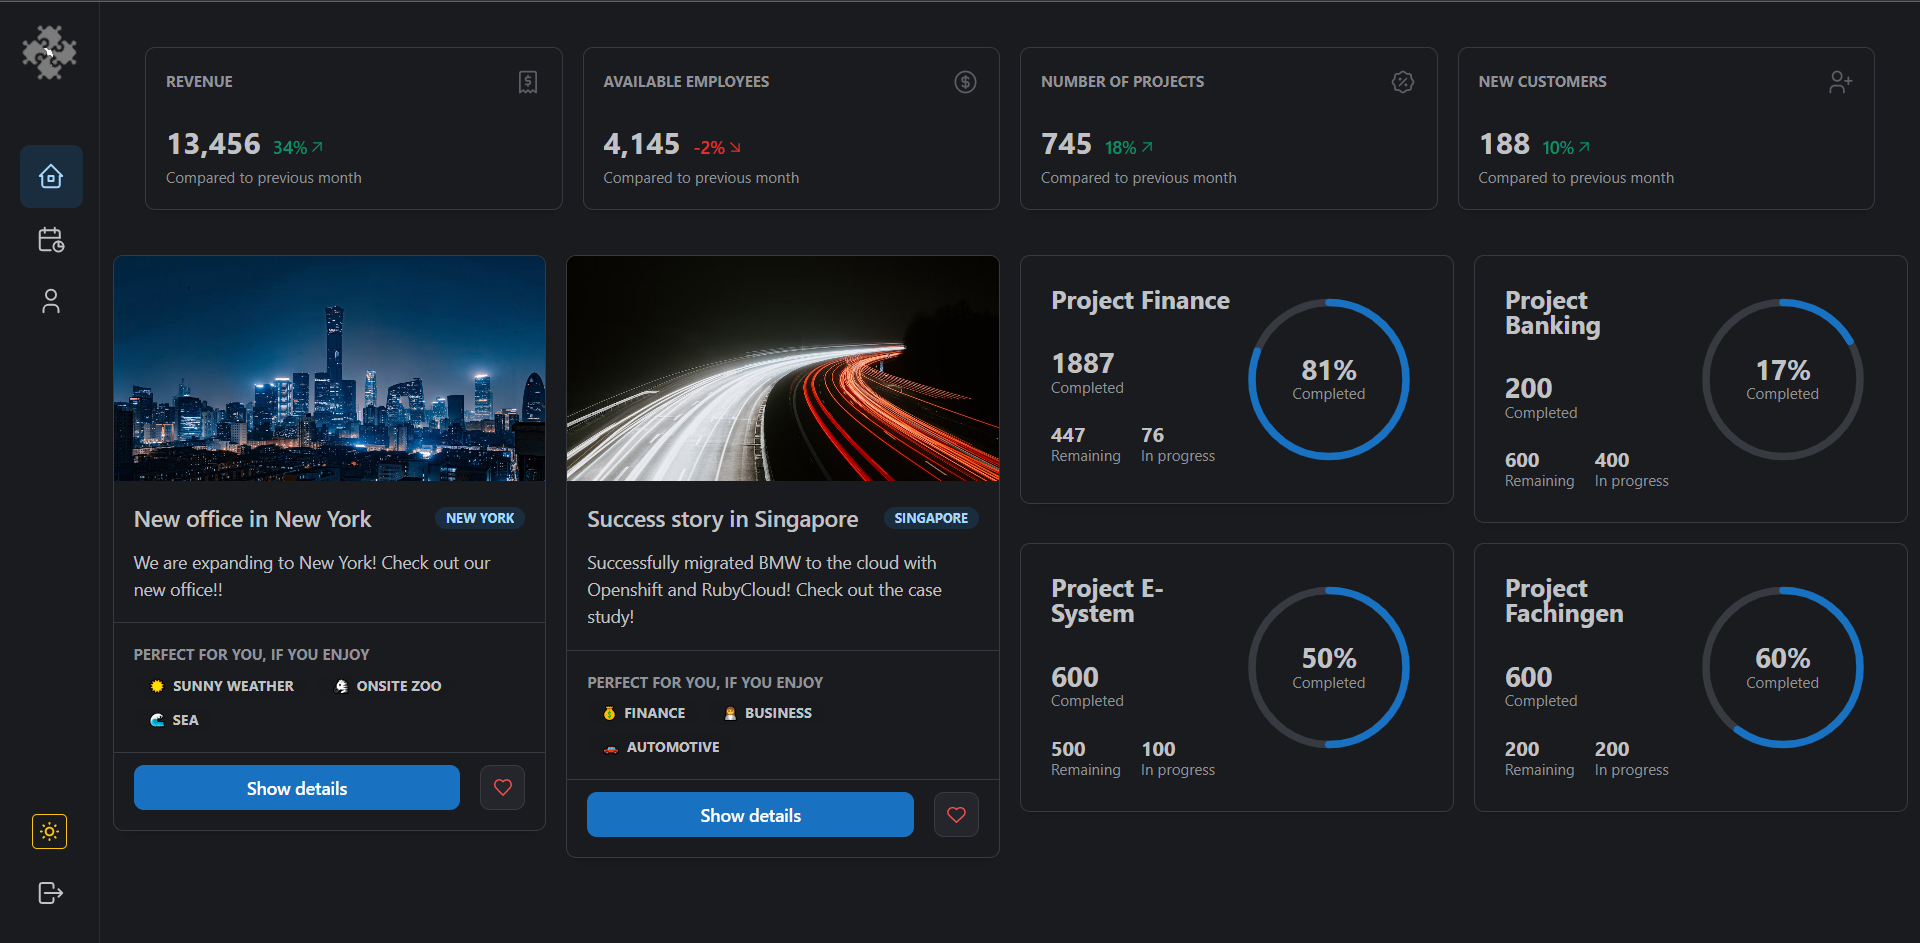 REVENUE
13,456 34%
Compared to previous month
AVAILABLE EMPLOYEES
4,145 -2%
Compared to previous month
NUMBER OF PROJECTS
745 18%
Compared to previous month
NEW CUSTOMERS
188 10%
Compared to previous month
New office in New York
NEW YORK
We are expanding to New York! Check out our
new office!!
PERFECT FOR YOU, IF YOU ENJOY
SUNNY WEATHER
ONSITE ZOO
SEA
Show details
Success story in Singapore
SINGAPORE
Successfully migrated BMW to the cloud with
Openshift and RubyCloud! Check out the case
study!
PERFECT FOR YOU, IF YOU ENJOY
FINANCE
BUSINESS
AUTOMOTIVE
Show details
Project Finance
1887
Completed
447
Remaining
76
In progress
81%
Completed
Project
Banking
200
Completed
600
Remaining
400
In progress
17%
Completed
Project E-
System
600
Completed
500
Remaining
100
In progress
50%
Completed
Project
Fachingen
600
Completed
200
Remaining
200
In progress
60%
Completed